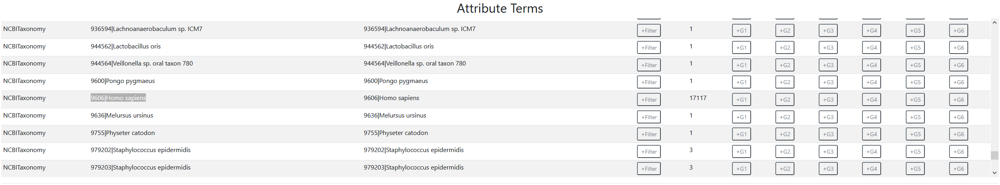 Attribute Terms
NCBITaxonomy 936594|Lachnoanaerobaculum sp. ICM7 936594|Lachnoanaerobaculum sp. ICM7 +Filter 1 +G1 +G2 +G3 +G4 +G5 +G6
NCBITaxonomy 944562|Lactobacillus oris 944562|Lactobacillus oris +Filter 1 +G1 +G2 +G3 +G4 +G5 +G6
NCBITaxonomy 944564|Veillonella sp. oral taxon 780 944564|Veillonella sp. oral taxon 780 +Filter 1 +G1 +G2 +G3 +G4 +G5 +G6
NCBITaxonomy 9600|Pongo pygmaeus 9600|Pongo pygmaeus +Filter 1 +G1 +G2 +G3 +G4 +G5 +G6
NCBITaxonomy 9606|Homo sapiens 9606|Homo sapiens +Filter 17117 +G1 +G2 +G3 +G4 +G5 +G6
NCBITaxonomy 9636|Melursus ursinus 9636|Melursus ursinus +Filter 1 +G1 +G2 +G3 +G4 +G5 +G6
NCBITaxonomy 9755|Physeter catodon 9755|Physeter catodon +Filter 1 +G1 +G2 +G3 +G4 +G5 +G6
NCBITaxonomy 979202|Staphylococcus epidermidis 979202|Staphylococcus epidermidis +Filter 3 +G1 +G2 +G3 +G4 +G5 +G6
NCBITaxonomy 979203|Staphylococcus epidermidis 979203|Staphylococcus epidermidis +Filter 3 +G1 +G2 +G3 +G4 +G5 +G6